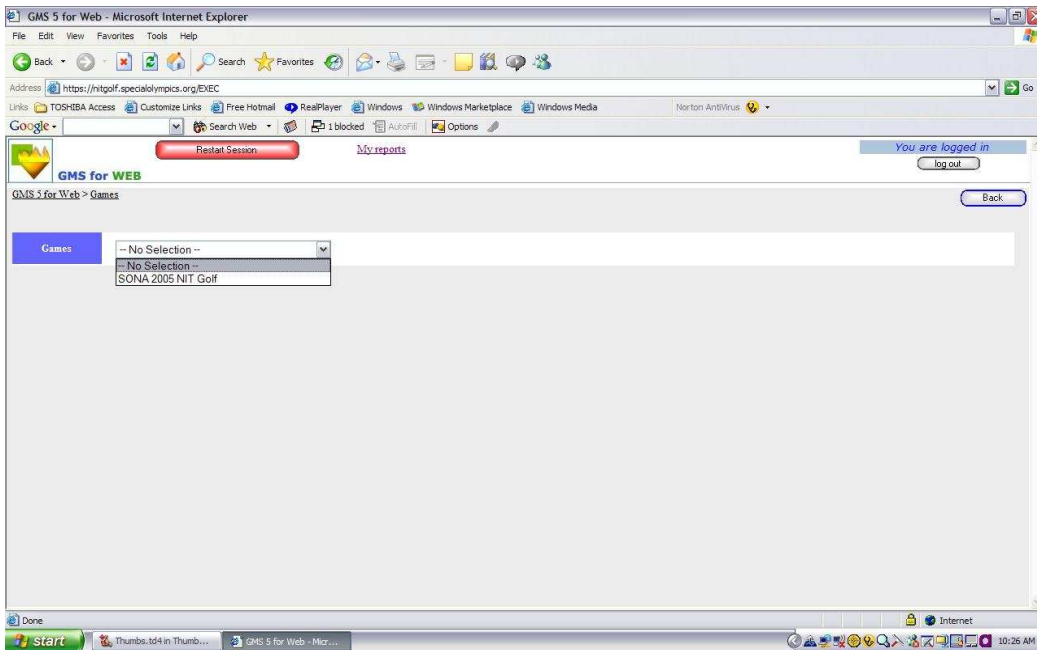 GMS 5 for Web - Microsoft Internet Explorer
File Edit View Favorites Tools Help
Back Search Favorites
Address https://nitgolf.specialolympics.org/EXEC Go
Links TOSHIBA Access Customize Links Free Hotmail RealPlayer Windows Windows Marketplace Windows Media Norton AntiVirus
Google Search Web 1 blocked AutoFill Options
Restart Session My reports You are logged in
log out
GMS for WEB
GMS 5 for Web > Games Back
Games -- No Selection --
-- No Selection --
SONA 2005 NIT Golf
Done Internet
start Thumbs.td4 in Thumb... GMS 5 for Web - Micr... 10:26 AM